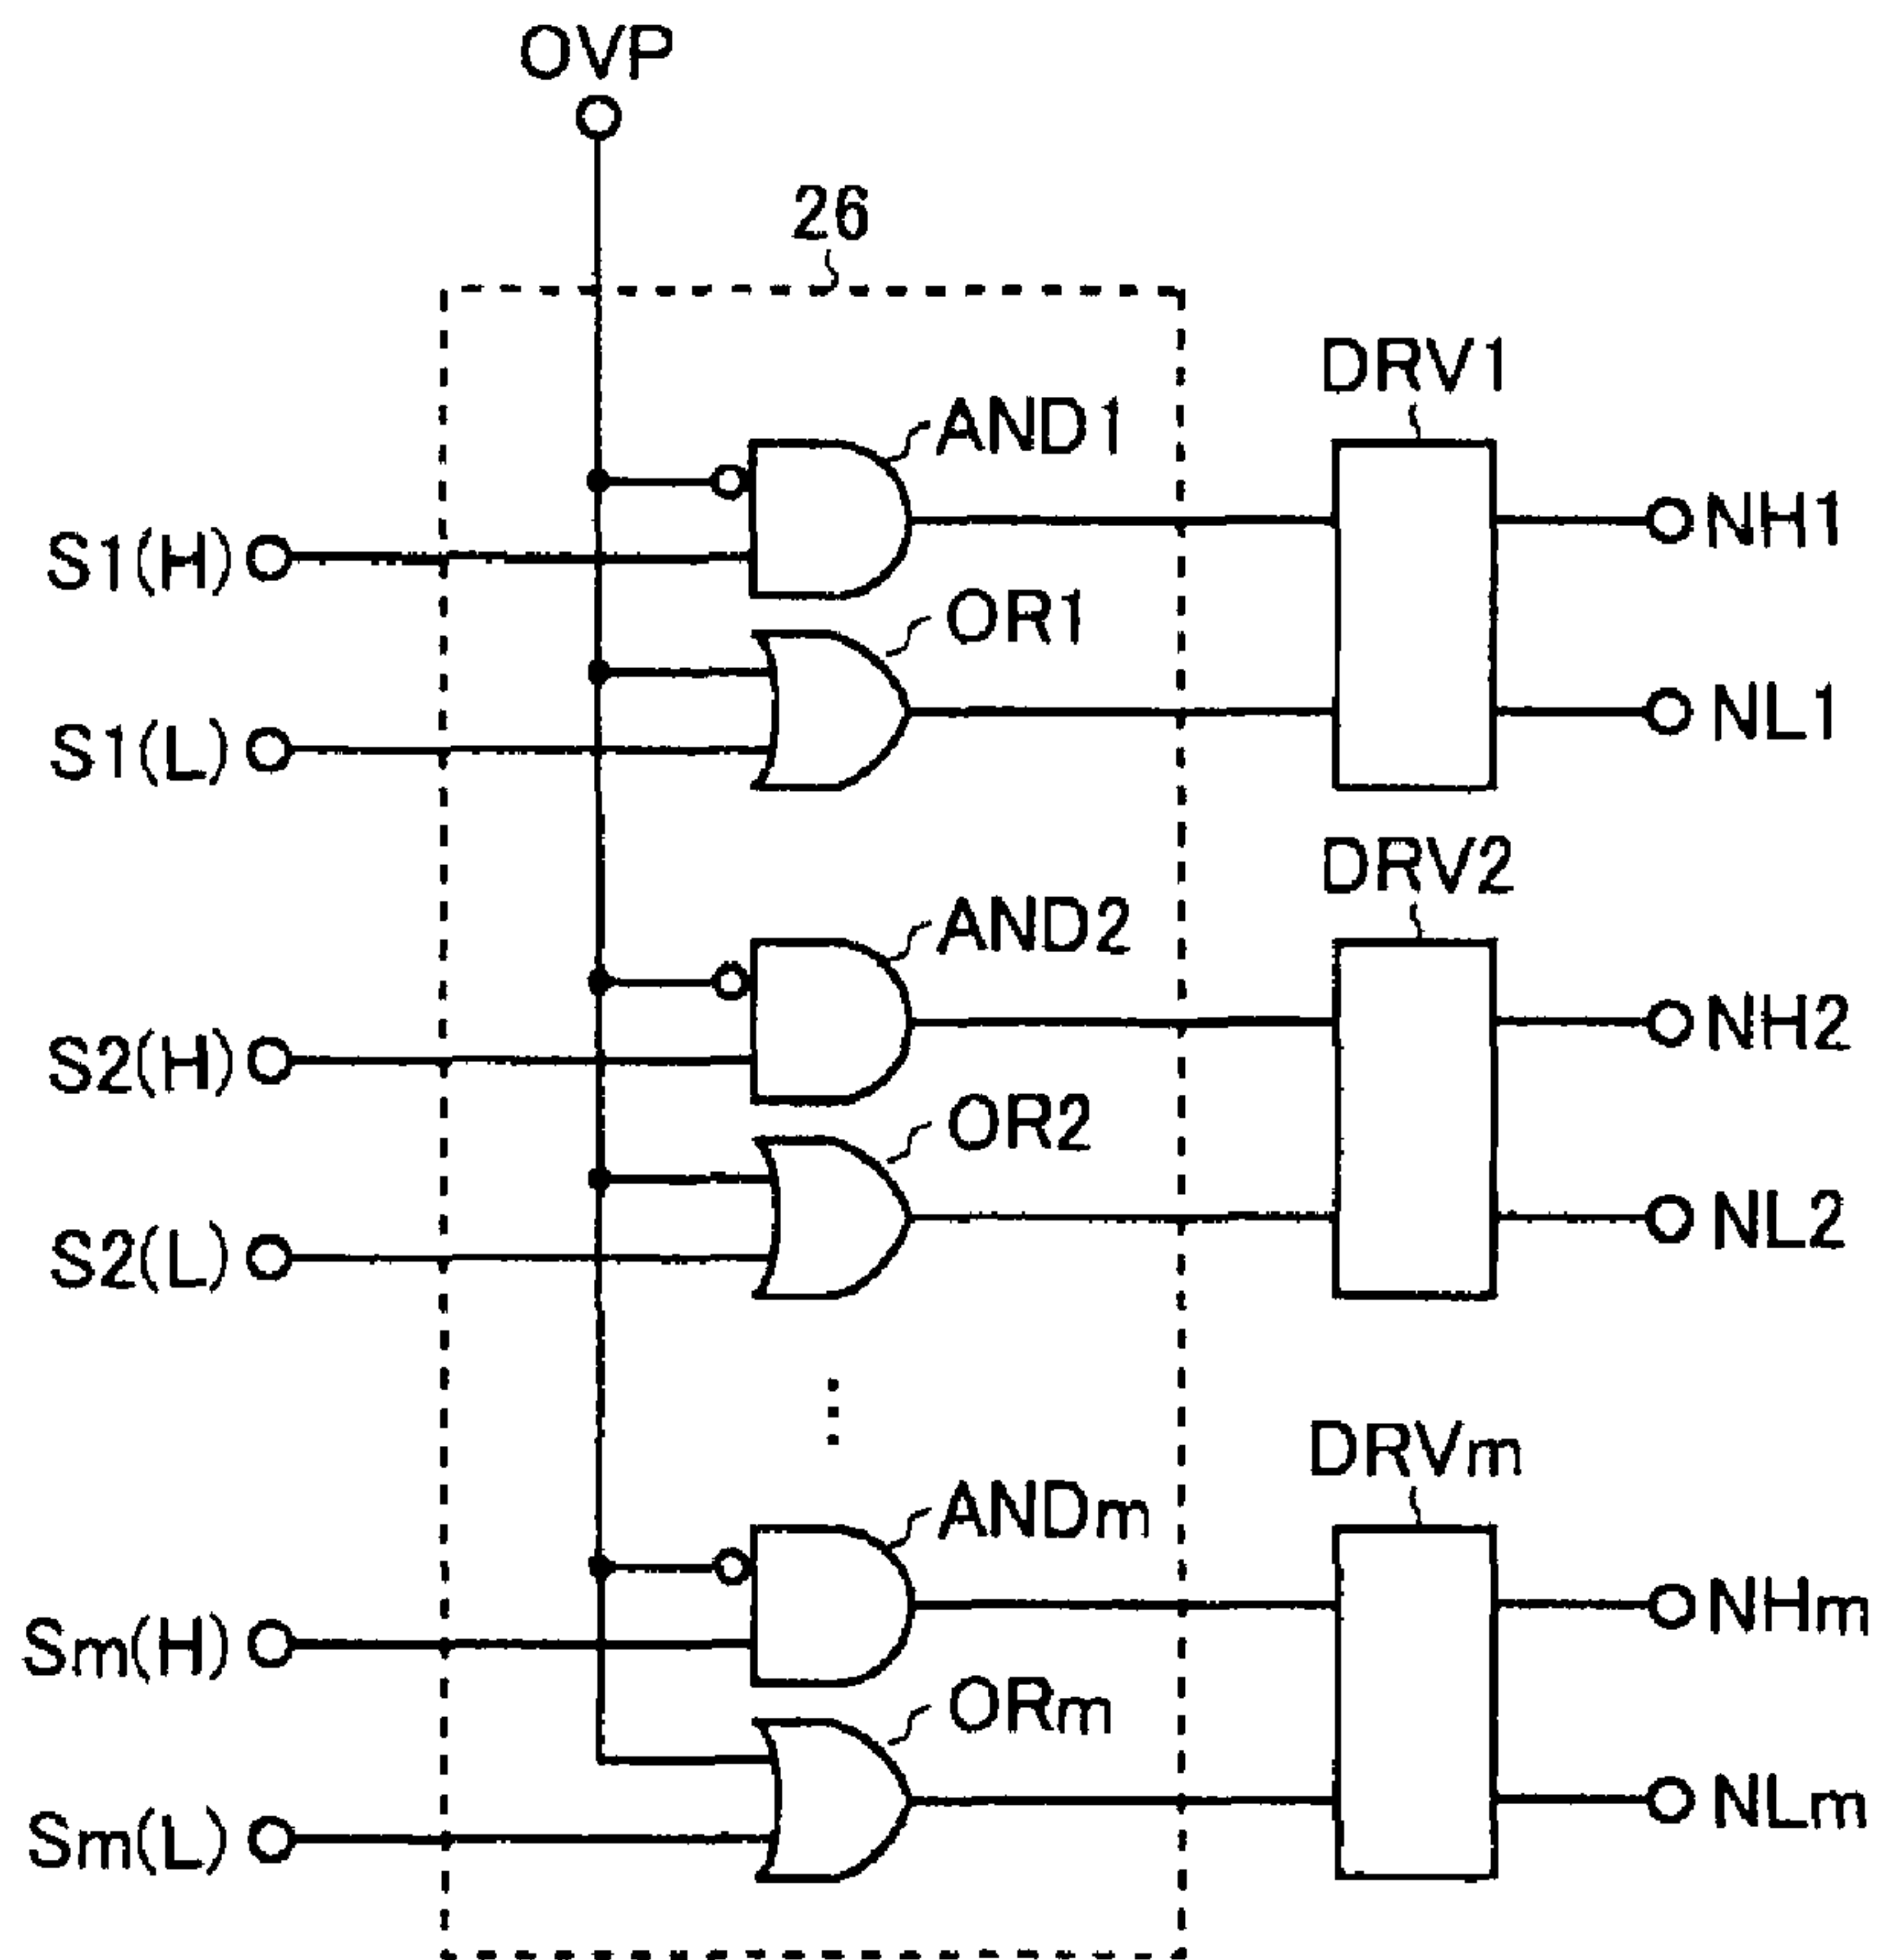 OVP
26
DRV1
AND1
S1(H)
NH1
OR1
S1(L)
NL1
DRV2
AND2
S2(H)
NH2
OR2
S2(L)
NL2
⋮
DRVm
ANDm
Sm(H)
NHm
ORm
Sm(L)
NLm